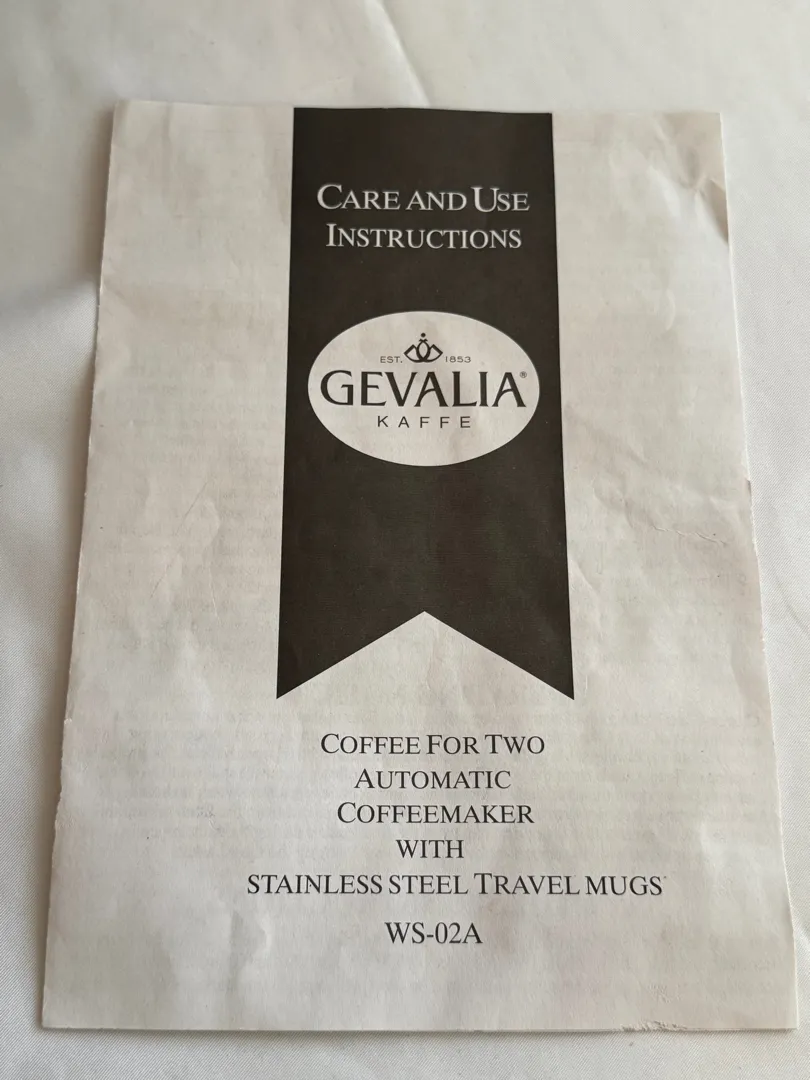 CARE AND USE
INSTRUCTIONS
EST. 1853
GEVALIA®
KAFFE
COFFEE FOR TWO
AUTOMATIC
COFFEEMAKER
WITH
STAINLESS STEEL TRAVEL MUGS
WS-02A